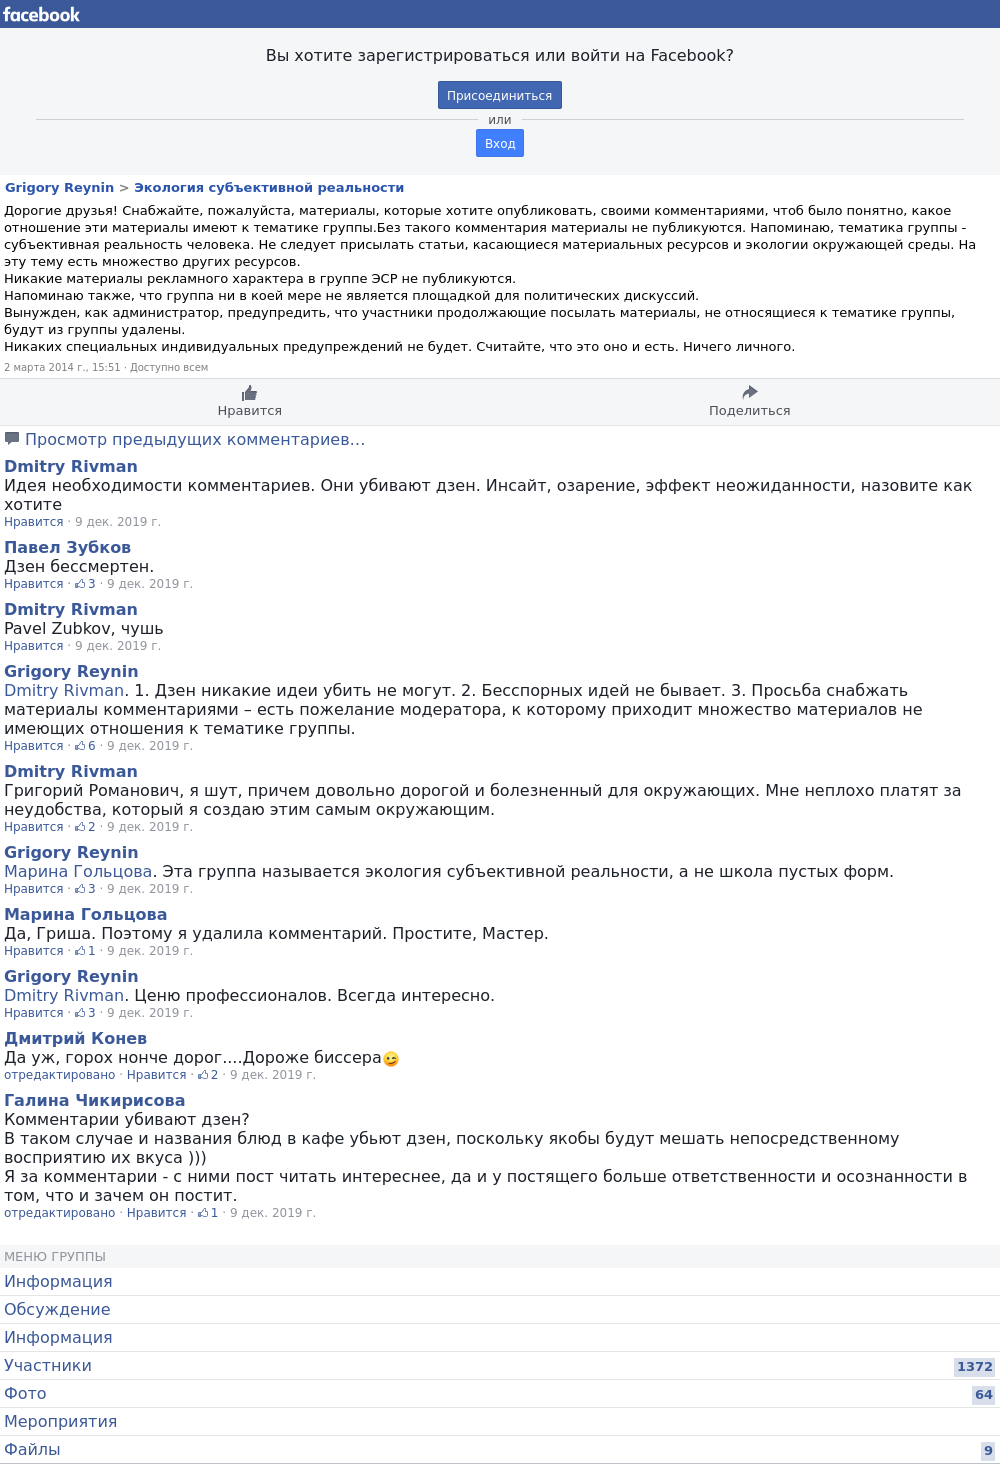 facebook
Вы хотите зарегистрироваться или войти на Facebook?
Присоединиться
или
Вход
Grigory Reynin > Экология субъективной реальности
Дорогие друзья! Снабжайте, пожалуйста, материалы, которые хотите опубликовать, своими комментариями, чтоб было понятно, какое
отношение эти материалы имеют к тематике группы.Без такого комментария материалы не публикуются. Напоминаю, тематика группы -
субъективная реальность человека. Не следует присылать статьи, касающиеся материальных ресурсов и экологии окружающей среды. На
эту тему есть множество других ресурсов.
Никакие материалы рекламного характера в группе ЭСР не публикуются.
Напоминаю также, что группа ни в коей мере не является площадкой для политических дискуссий.
Вынужден, как администратор, предупредить, что участники продолжающие посылать материалы, не относящиеся к тематике группы,
будут из группы удалены.
Никаких специальных индивидуальных предупреждений не будет. Считайте, что это оно и есть. Ничего личного.
2 марта 2014 г., 15:51 · Доступно всем
Нравится
Поделиться
Просмотр предыдущих комментариев…
Dmitry Rivman
Идея необходимости комментариев. Они убивают дзен. Инсайт, озарение, эффект неожиданности, назовите как
хотите
Нравится · 9 дек. 2019 г.
Павел Зубков
Дзен бессмертен.
Нравится · 3 · 9 дек. 2019 г.
Dmitry Rivman
Pavel Zubkov, чушь
Нравится · 9 дек. 2019 г.
Grigory Reynin
Dmitry Rivman. 1. Дзен никакие идеи убить не могут. 2. Бесспорных идей не бывает. 3. Просьба снабжать
материалы комментариями – есть пожелание модератора, к которому приходит множество материалов не
имеющих отношения к тематике группы.
Нравится · 6 · 9 дек. 2019 г.
Dmitry Rivman
Григорий Романович, я шут, причем довольно дорогой и болезненный для окружающих. Мне неплохо платят за
неудобства, который я создаю этим самым окружающим.
Нравится · 2 · 9 дек. 2019 г.
Grigory Reynin
Марина Гольцова. Эта группа называется экология субъективной реальности, а не школа пустых форм.
Нравится · 3 · 9 дек. 2019 г.
Марина Гольцова
Да, Гриша. Поэтому я удалила комментарий. Простите, Мастер.
Нравится · 1 · 9 дек. 2019 г.
Grigory Reynin
Dmitry Rivman. Ценю профессионалов. Всегда интересно.
Нравится · 3 · 9 дек. 2019 г.
Дмитрий Конев
Да уж, горох нонче дорог....Дороже биссера😉
отредактировано · Нравится · 2 · 9 дек. 2019 г.
Галина Чикирисова
Комментарии убивают дзен?
В таком случае и названия блюд в кафе убьют дзен, поскольку якобы будут мешать непосредственному
восприятию их вкуса )))
Я за комментарии - с ними пост читать интереснее, да и у постящего больше ответственности и осознанности в
том, что и зачем он постит.
отредактировано · Нравится · 1 · 9 дек. 2019 г.
МЕНЮ ГРУППЫ
Информация
Обсуждение
Информация
Участники 1372
Фото 64
Мероприятия
Файлы 9